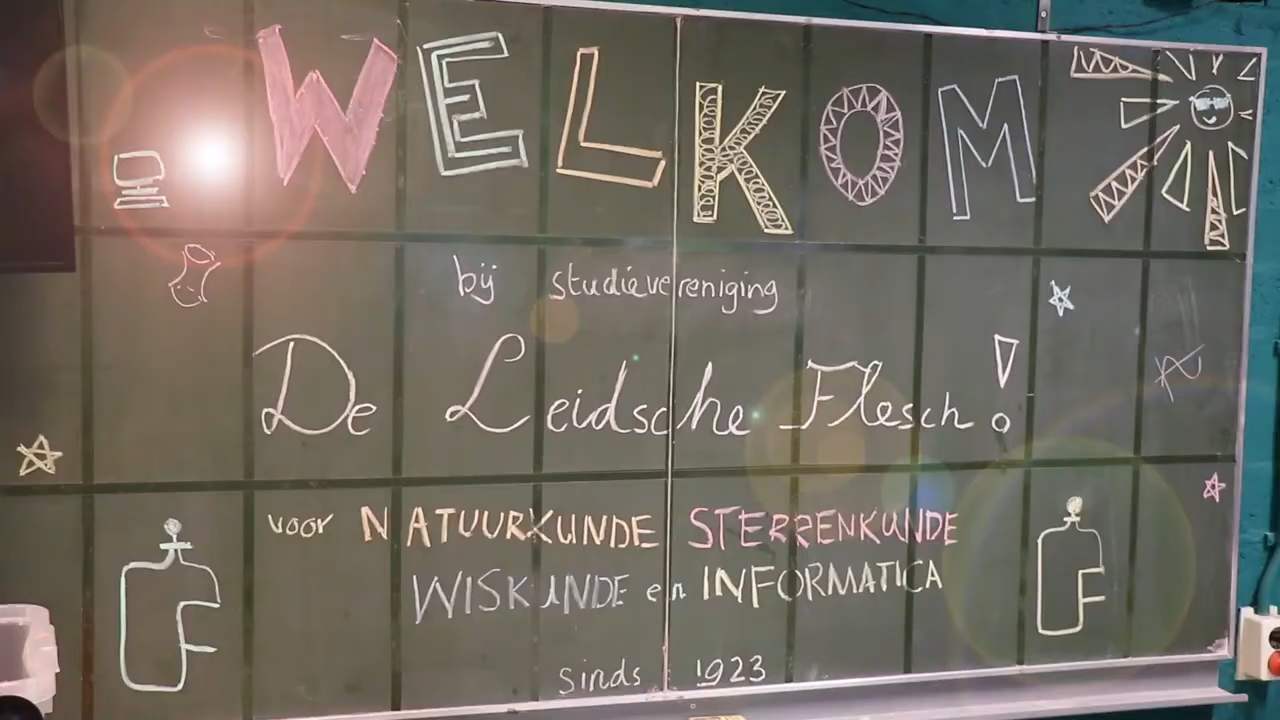 WELKOM
bij studievereniging
De Leidsche Flesch!
voor NATUURKUNDE STERRENKUNDE
WISKUNDE en INFORMATICA
sinds 1923